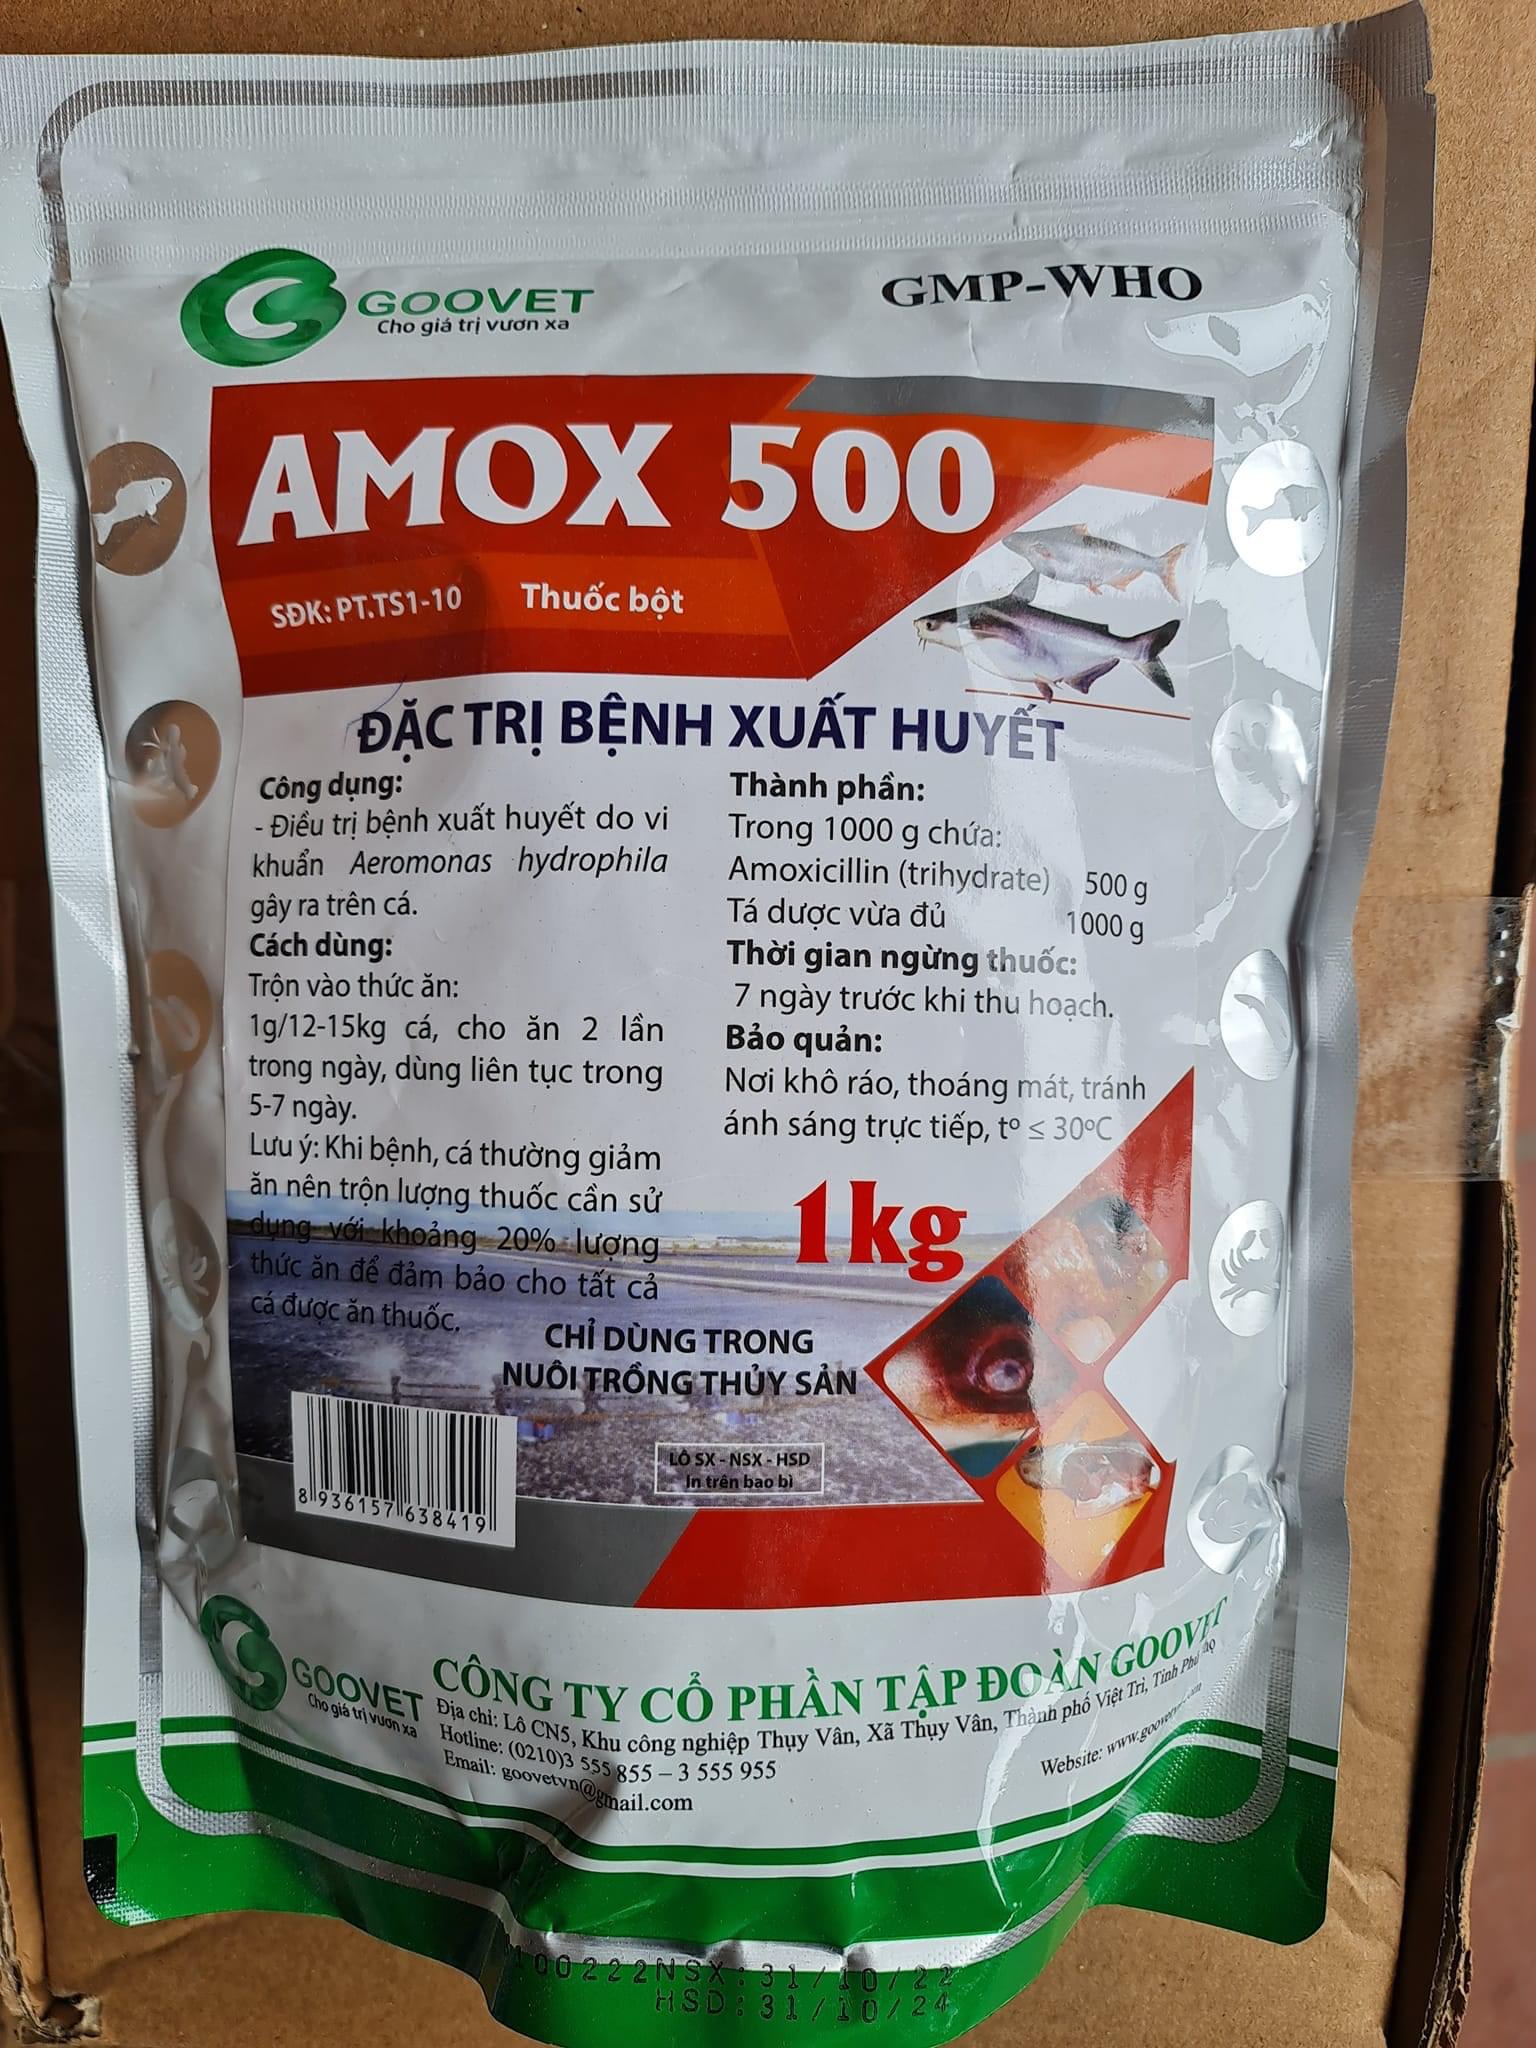 GOOVET
Cho giá trị vươn xa
GMP-WHO
AMOX 500
SĐK: PT.TS1-10 Thuốc bột
ĐẶC TRỊ BỆNH XUẤT HUYẾT
Công dụng:
- Điều trị bệnh xuất huyết do vi
khuẩn Aeromonas hydrophila
gây ra trên cá.
Cách dùng:
Trộn vào thức ăn:
1g/12-15kg cá, cho ăn 2 lần
trong ngày, dùng liên tục trong
5-7 ngày.
Lưu ý: Khi bệnh, cá thường giảm
ăn nên trộn lượng thuốc cần sử
dụng với khoảng 20% lượng
thức ăn để đảm bảo cho tất cả
cá được ăn thuốc.
Thành phần:
Trong 1000 g chứa:
Amoxicillin (trihydrate) 500 g
Tá dược vừa đủ 1000 g
Thời gian ngừng thuốc:
7 ngày trước khi thu hoạch.
Bảo quản:
Nơi khô ráo, thoáng mát, tránh
ánh sáng trực tiếp, tº ≤ 30ºC
1kg
CHỈ DÙNG TRONG
NUÔI TRỒNG THỦY SẢN
LÔ SX - NSX - HSD
In trên bao bì
8 936157 638419
GOOVET
Cho giá trị vươn xa
CÔNG TY CỔ PHẦN TẬP ĐOÀN GOOVET
Địa chỉ: Lô CN5, Khu công nghiệp Thụy Vân, Xã Thụy Vân, Thành phố Việt Trì, Tỉnh Phú Thọ
Hotline: (0210)3 555 855 – 3 555 955
Email: goovetvn@gmail.com
Website:
100222NSX:31/10/22
HSD:31/10/24